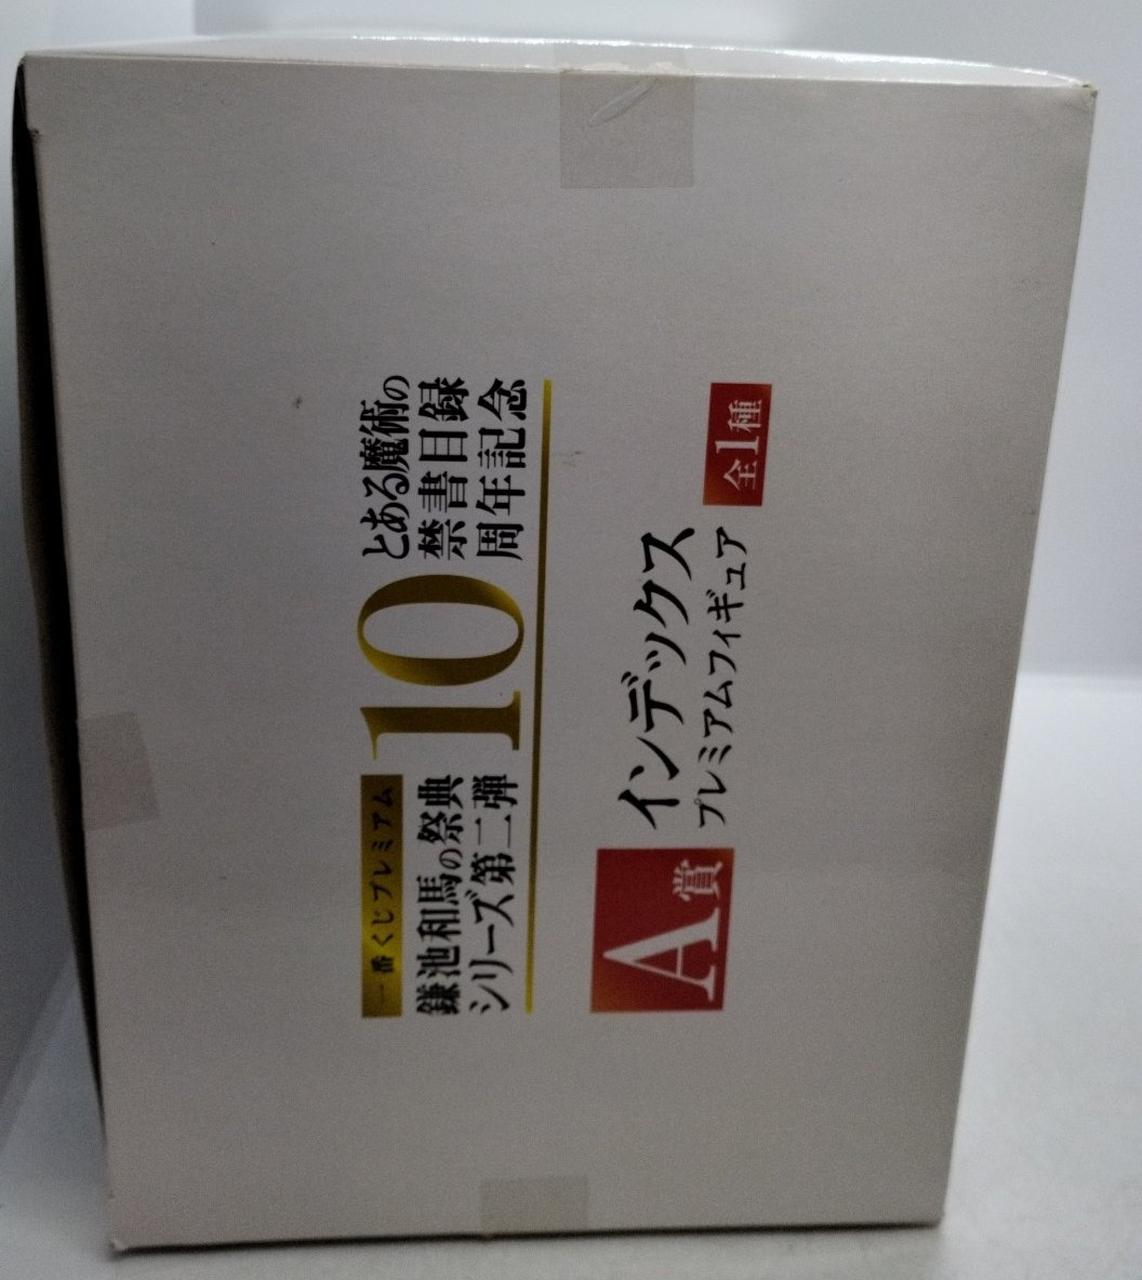 一番くじプレミアム
鎌池和馬の祭典
シリーズ第二弾
10
とある魔術の
禁書目録
周年記念
A賞
インデックス
プレミアムフィギュア
全1種